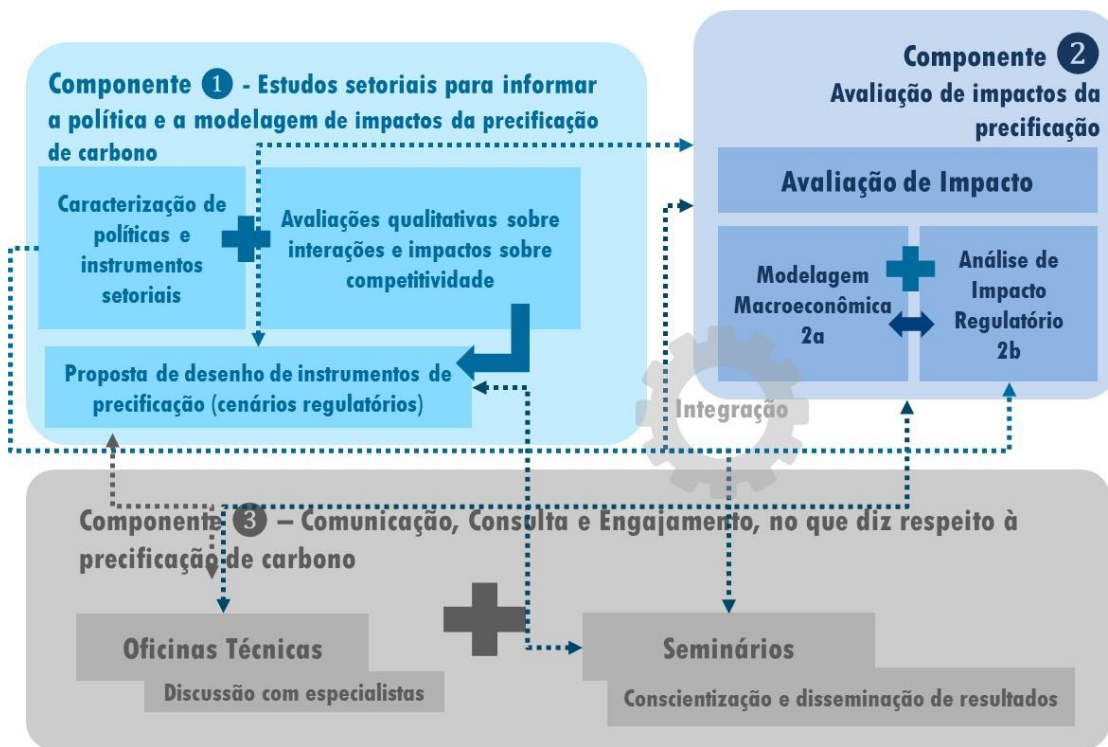 Componente 1 - Estudos setoriais para informar
a política e a modelagem de impactos da precificação
de carbono
Caracterização de
políticas e
instrumentos
setoriais
Avaliações qualitativas sobre
interações e impactos sobre
competitividade
Proposta de desenho de instrumentos de
precificação (cenários regulatórios)
Componente 2
Avaliação de impactos da
precificação
Avaliação de Impacto
Modelagem
Macroeconômica
2a
Análise de
Impacto
Regulatório
2b
Integração
Componente 3 – Comunicação, Consulta e Engajamento, no que diz respeito à
precificação de carbono
Oficinas Técnicas
Discussão com especialistas
Seminários
Conscientização e disseminação de resultados